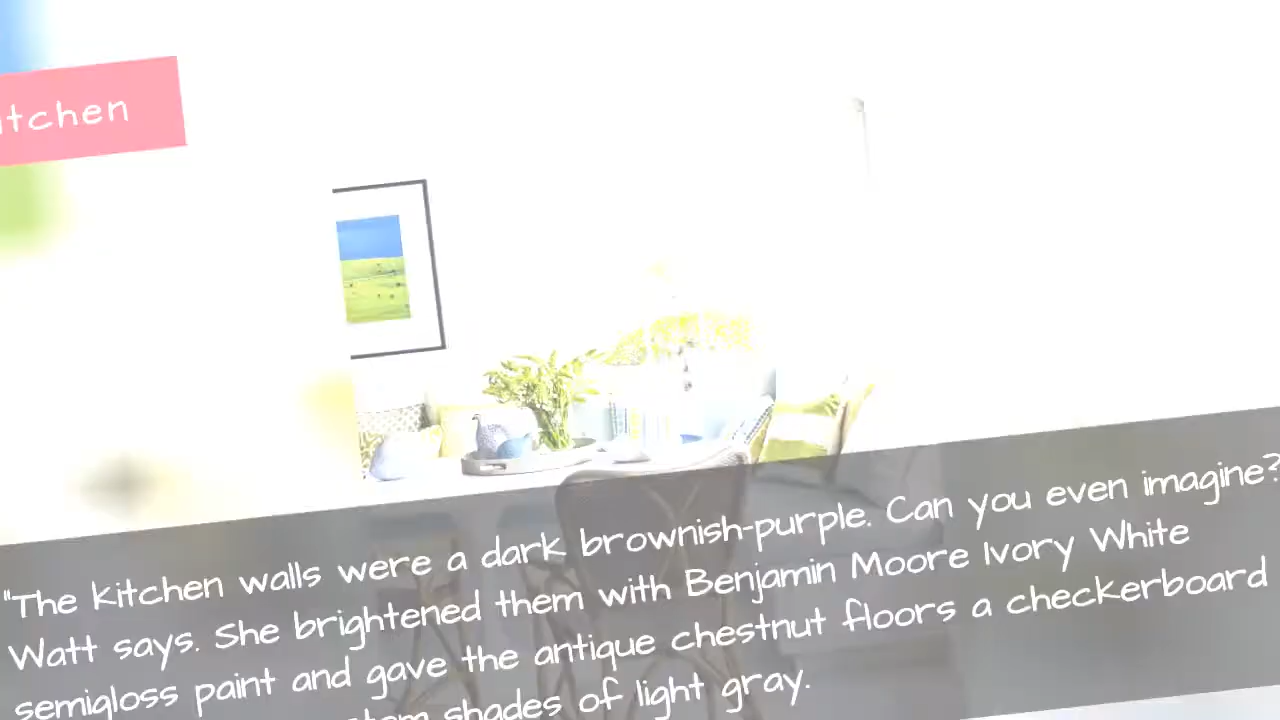 "The kitchen walls were a dark brownish-purple. Can you even imagine?
Watt says. She brightened them with Benjamin Moore Ivory White
semigloss paint and gave the antique chestnut floors a checkerboard
shades of light gray.